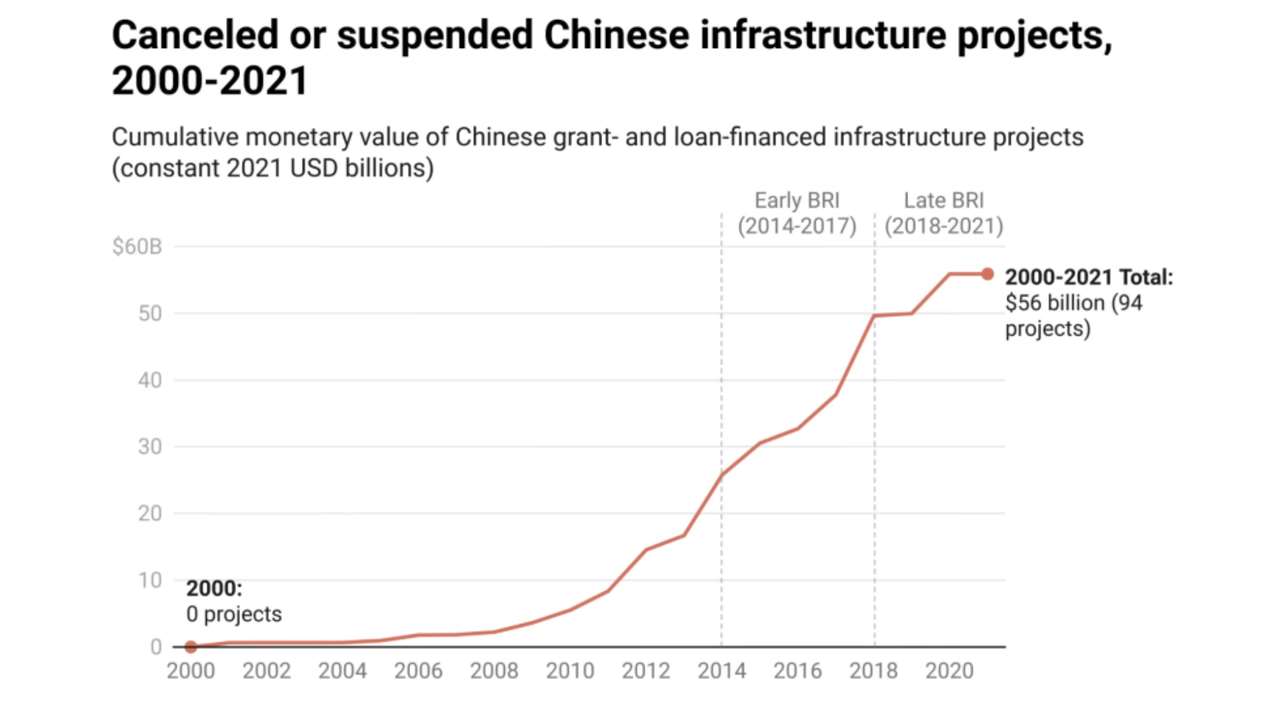 Canceled or suspended Chinese infrastructure projects,
2000-2021
Cumulative monetary value of Chinese grant- and loan-financed infrastructure projects
(constant 2021 USD billions)
Early BRI
(2014-2017)
Late BRI
(2018-2021)
$60B
50
40
30
20
10
0
2000-2021 Total:
$56 billion (94
projects)
2000:
0 projects
2000 2002 2004 2006 2008 2010 2012 2014 2016 2018 2020